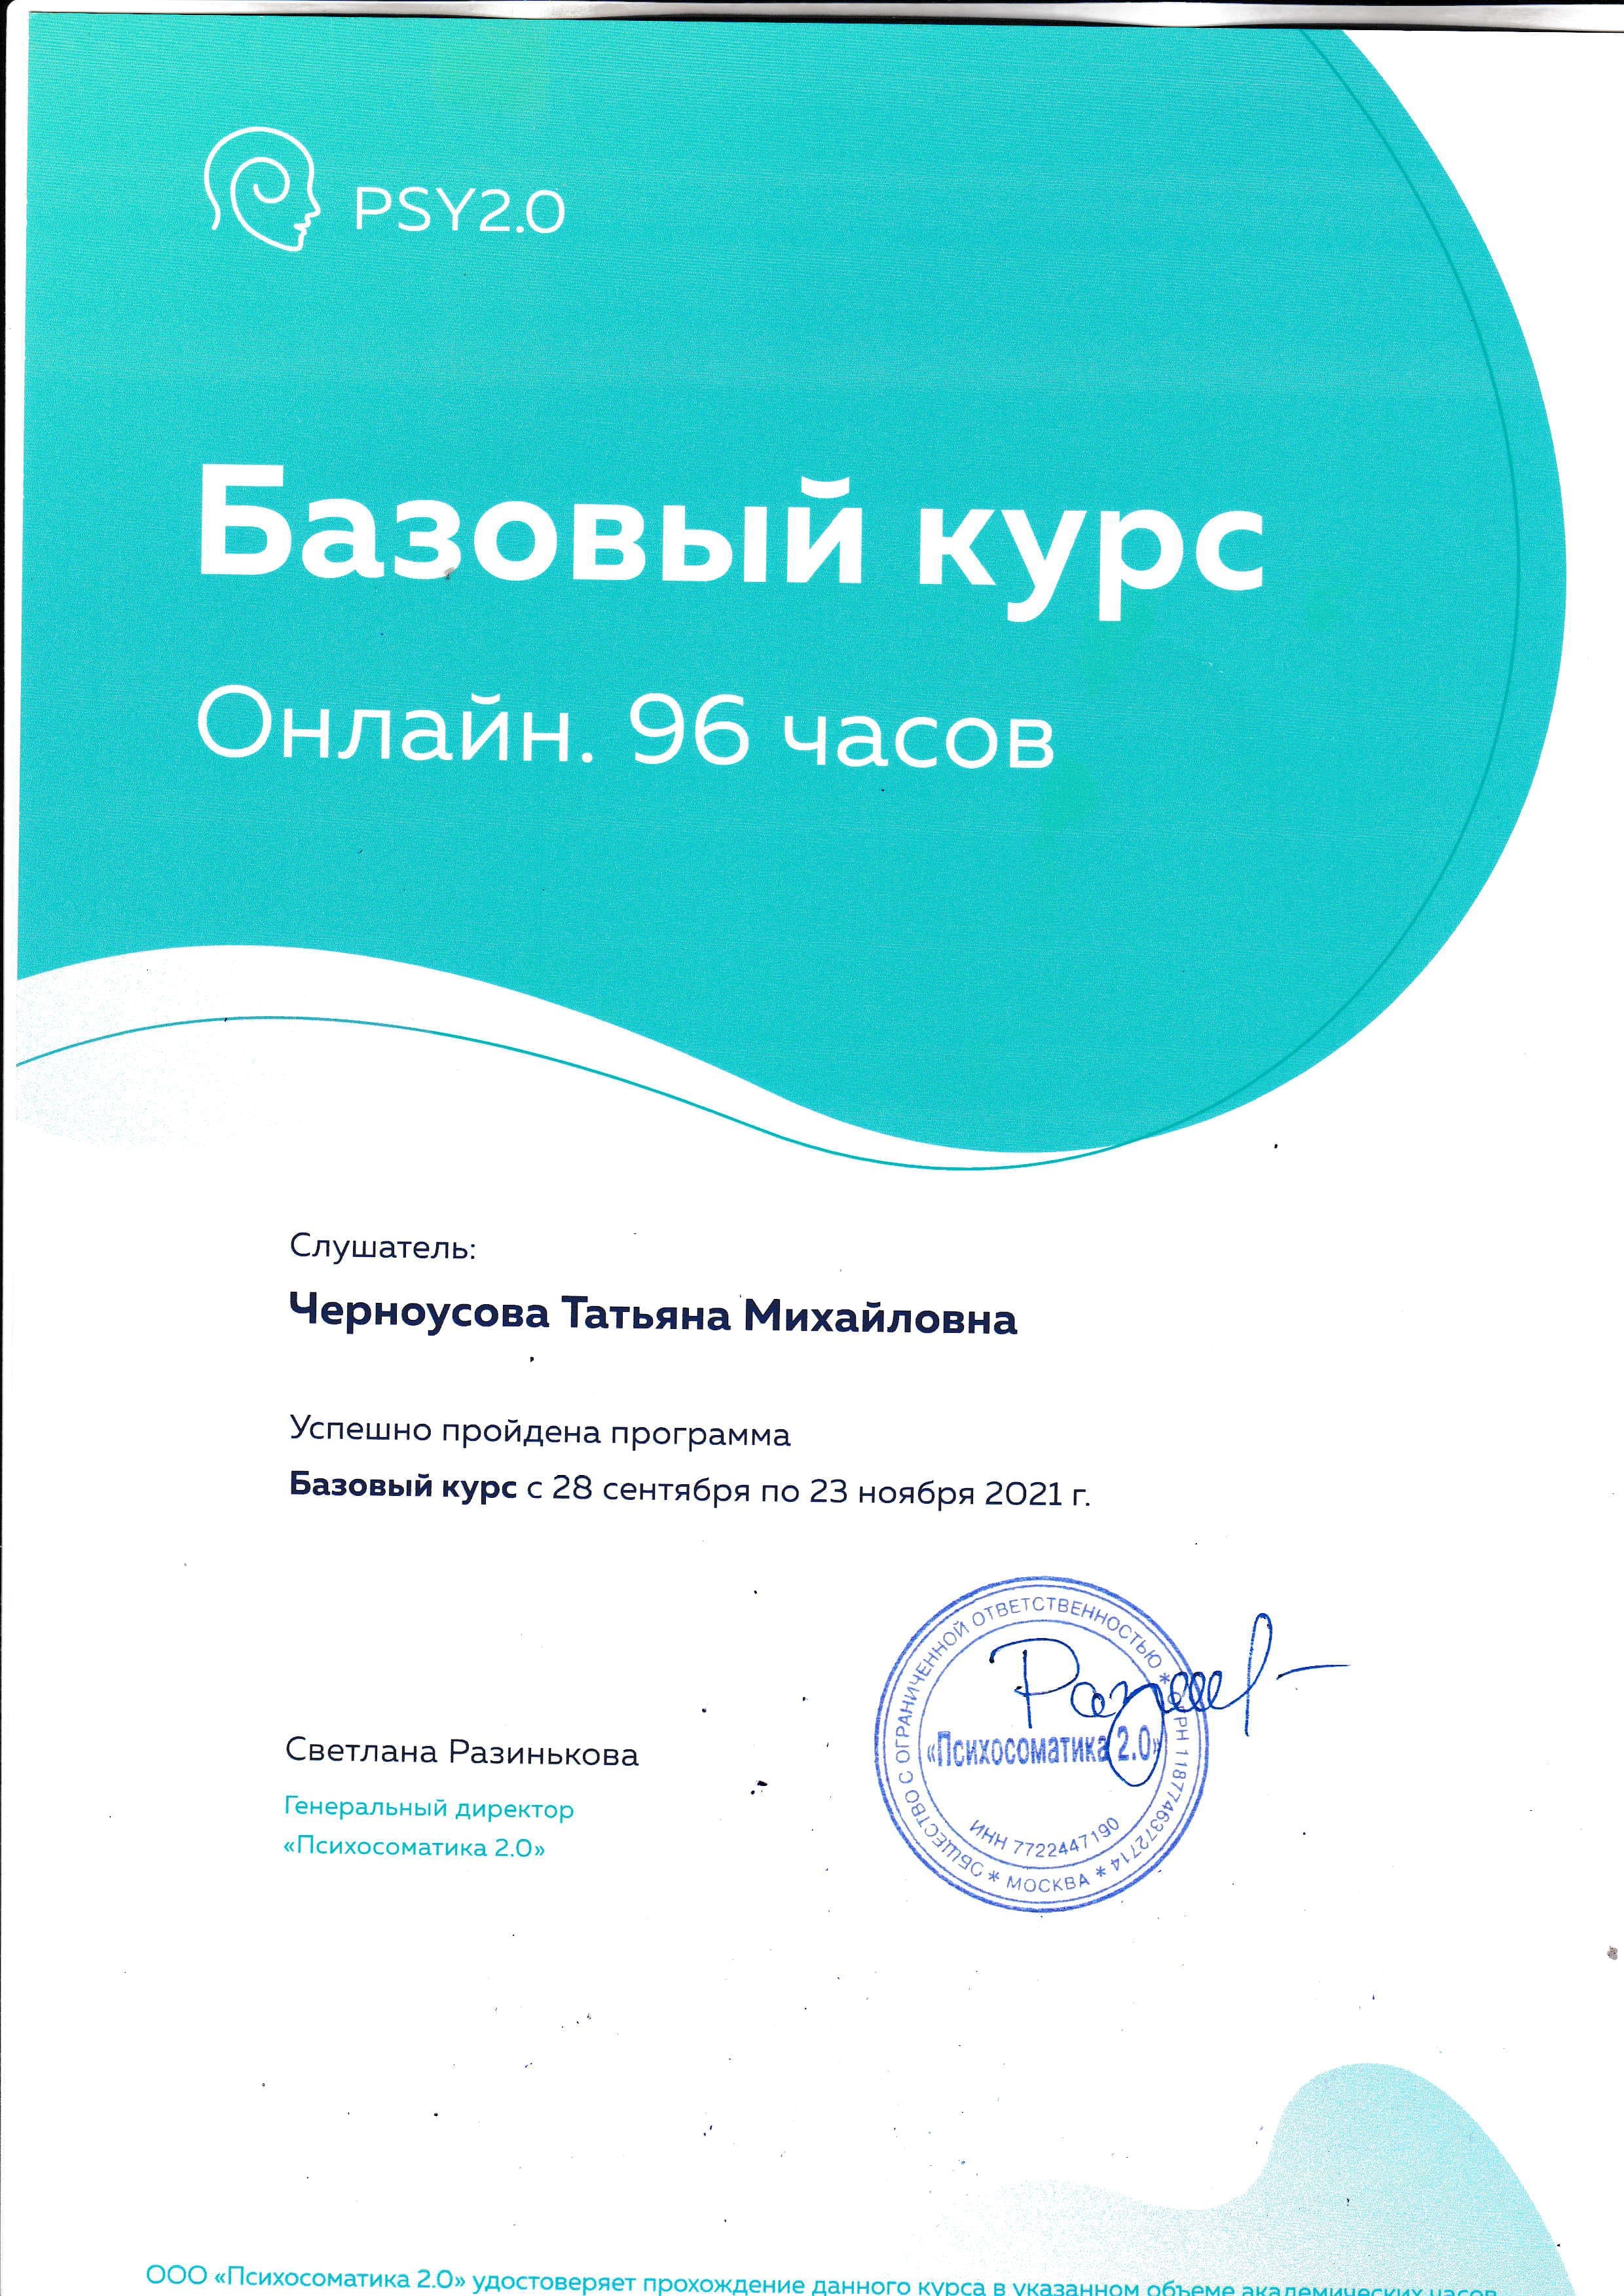 PSY2.0
Базовый курс
Онлайн. 96 часов
Слушатель:
Черноусова Татьяна Михайловна
Успешно пройдена программа
Базовый курс с 28 сентября по 23 ноября 2021 г.
Светлана Разинькова
Генеральный директор
«Психосоматика 2.0»
ОБЩЕСТВО С ОГРАНИЧЕННОЙ ОТВЕТСТВЕННОСТЬЮ * ОГРН 1187746372714 * МОСКВА *
«Психосоматика 2.0»
ИНН 7722447190
ООО «Психосоматика 2.0» удостоверяет прохождение данного курса в указанном объеме академических часов